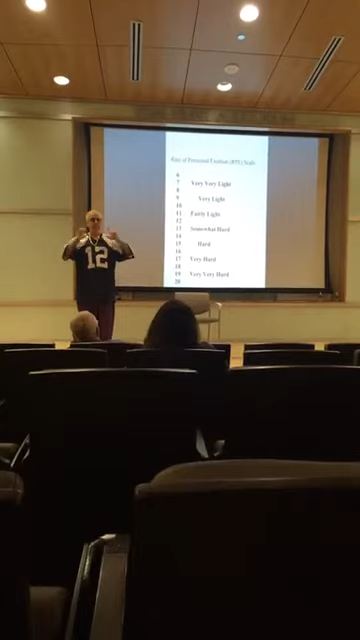 Rate of Perceived Exertion (RPE) Scale
6
7 Very Very Light
8
9 Very Light
10
11 Fairly Light
12
13 Somewhat Hard
14
15 Hard
16
17 Very Hard
18
19 Very Very Hard
20
12